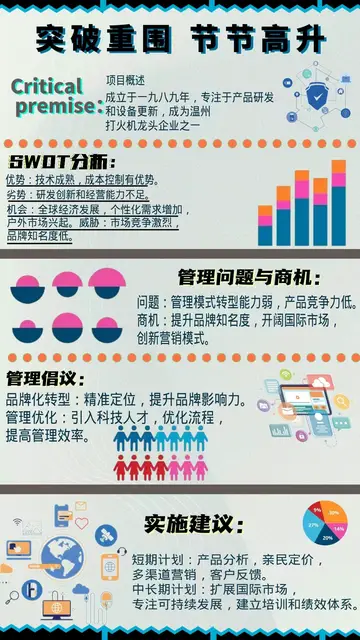 突破重围 节节高升
Critical
premise:
项目概述
成立于一九八九年，专注于产品研发
和设备更新，成为温州
打火机龙头企业之一
SWOT分析：
优势：技术成熟，成本控制有优势。
劣势：研发创新和经营能力不足。
机会：全球经济发展，个性化需求增加，
户外市场兴起。威胁：市场竞争激烈，
品牌知名度低。
管理问题与商机：
问题：管理模式转型能力弱，产品竞争力低。
商机：提升品牌知名度，开阔国际市场，
创新营销模式。
管理倡议：
品牌化转型：精准定位，提升品牌影响力。
管理优化：引入科技人才，优化流程，
提高管理效率。
实施建议：
9%
30%
27%
20%
14%
短期计划：产品分析，亲民定价，
多渠道营销，客户反馈。
中长期计划：扩展国际市场，
专注可持续发展，建立培训和绩效体系。